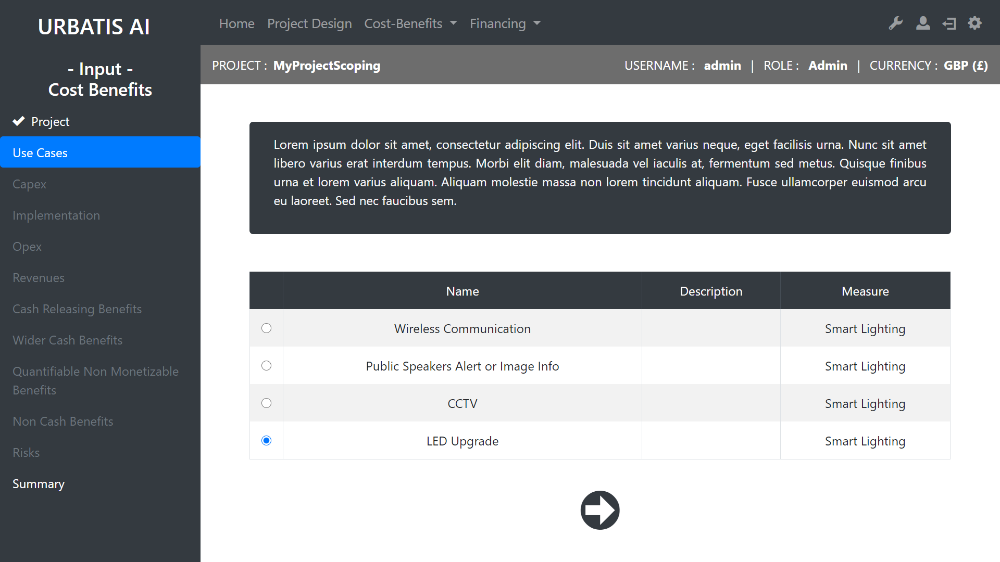 URBATIS AI
Home Project Design Cost-Benefits Financing
- Input -
Cost Benefits
PROJECT : MyProjectScoping USERNAME : admin | ROLE : Admin | CURRENCY : GBP (£)
Project
Use Cases
Capex
Implementation
Opex
Revenues
Cash Releasing Benefits
Wider Cash Benefits
Quantifiable Non Monetizable
Benefits
Non Cash Benefits
Risks
Summary
Lorem ipsum dolor sit amet, consectetur adipiscing elit. Duis sit amet varius neque, eget facilisis urna. Nunc sit amet
libero varius erat interdum tempus. Morbi elit diam, malesuada vel iaculis at, fermentum sed metus. Quisque finibus
urna et lorem varius aliquam. Aliquam molestie massa non lorem tincidunt aliquam. Fusce ullamcorper euismod arcu
eu laoreet. Sed nec faucibus sem.
Name Description Measure
Wireless Communication Smart Lighting
Public Speakers Alert or Image Info Smart Lighting
CCTV Smart Lighting
LED Upgrade Smart Lighting